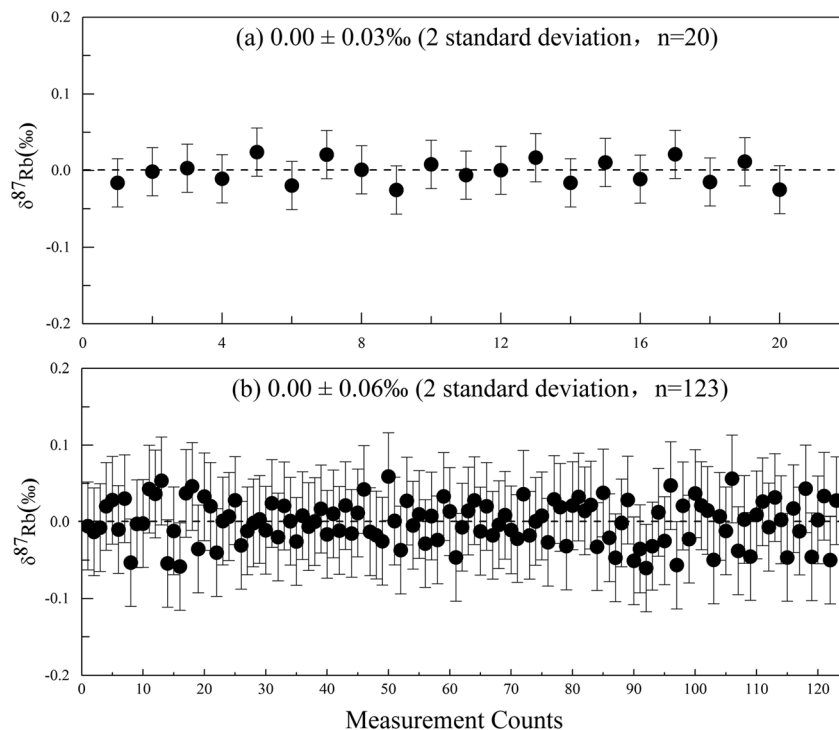 0.2
(a) 0.00 ± 0.03‰ (2 standard deviation，n=20)
0.1
0.0
-0.1
-0.2
δ⁸⁷Rb(‰)
0 4 8 12 16 20
0.2
(b) 0.00 ± 0.06‰ (2 standard deviation，n=123)
0.1
0.0
-0.1
-0.2
δ⁸⁷Rb(‰)
0 10 20 30 40 50 60 70 80 90 100 110 120
Measurement Counts